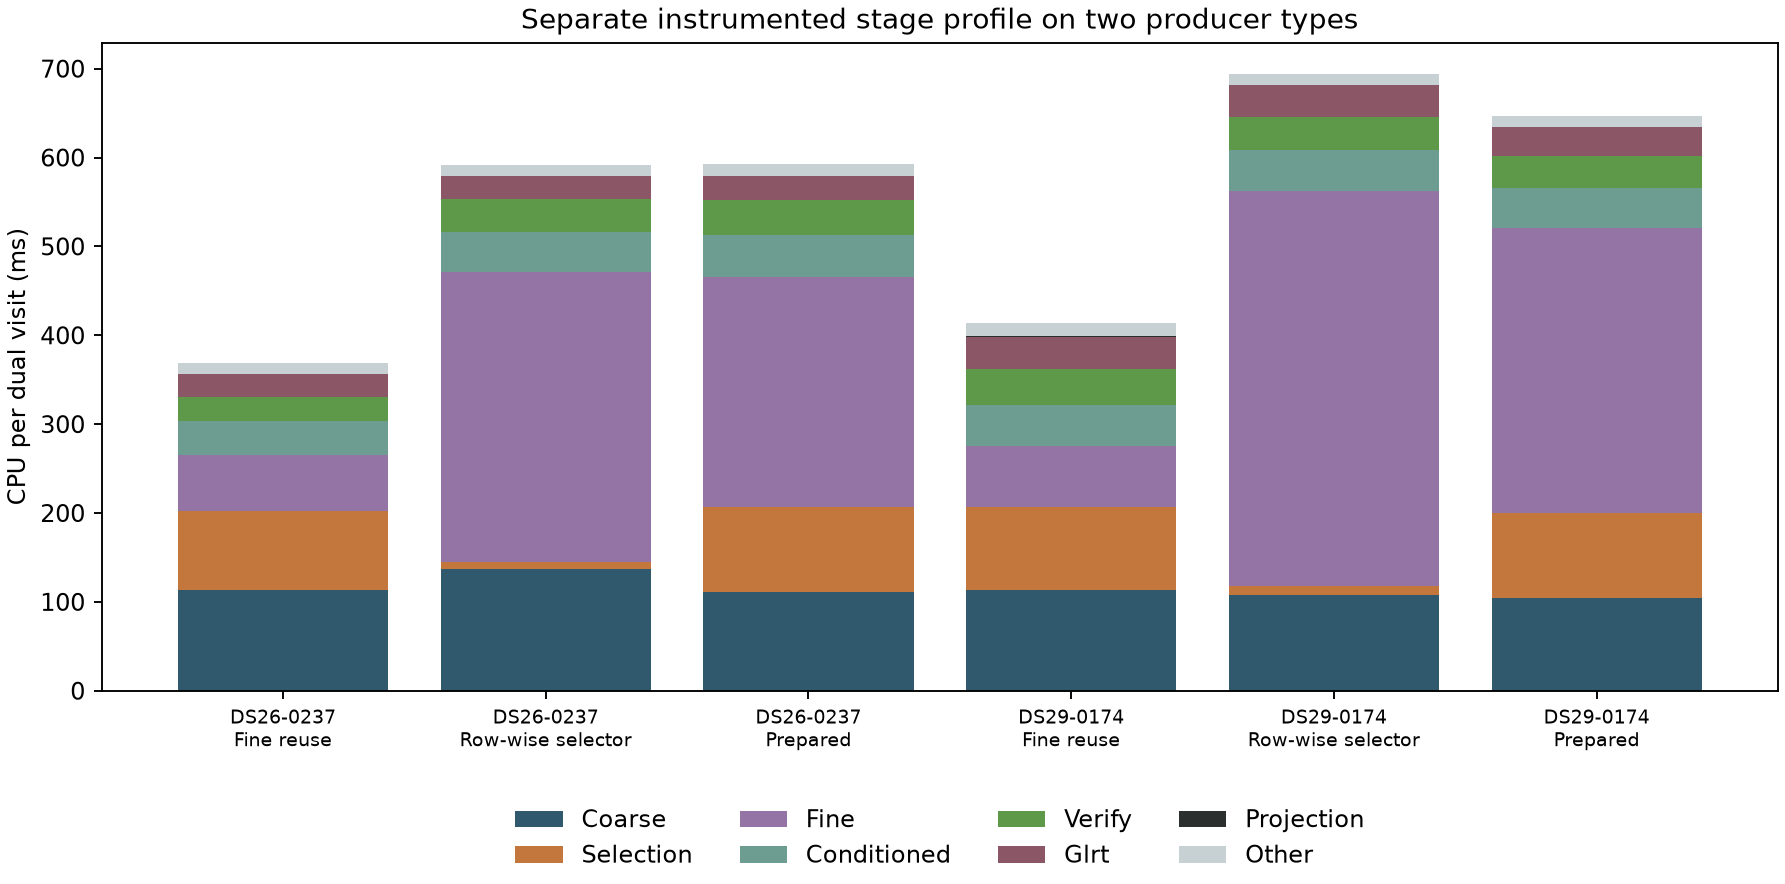 Separate instrumented stage profile on two producer types
CPU per dual visit (ms)
700
600
500
400
300
200
100
0
DS26-0237
Fine reuse
DS26-0237
Row-wise selector
DS26-0237
Prepared
DS29-0174
Fine reuse
DS29-0174
Row-wise selector
DS29-0174
Prepared
Coarse
Selection
Fine
Conditioned
Verify
Glrt
Projection
Other